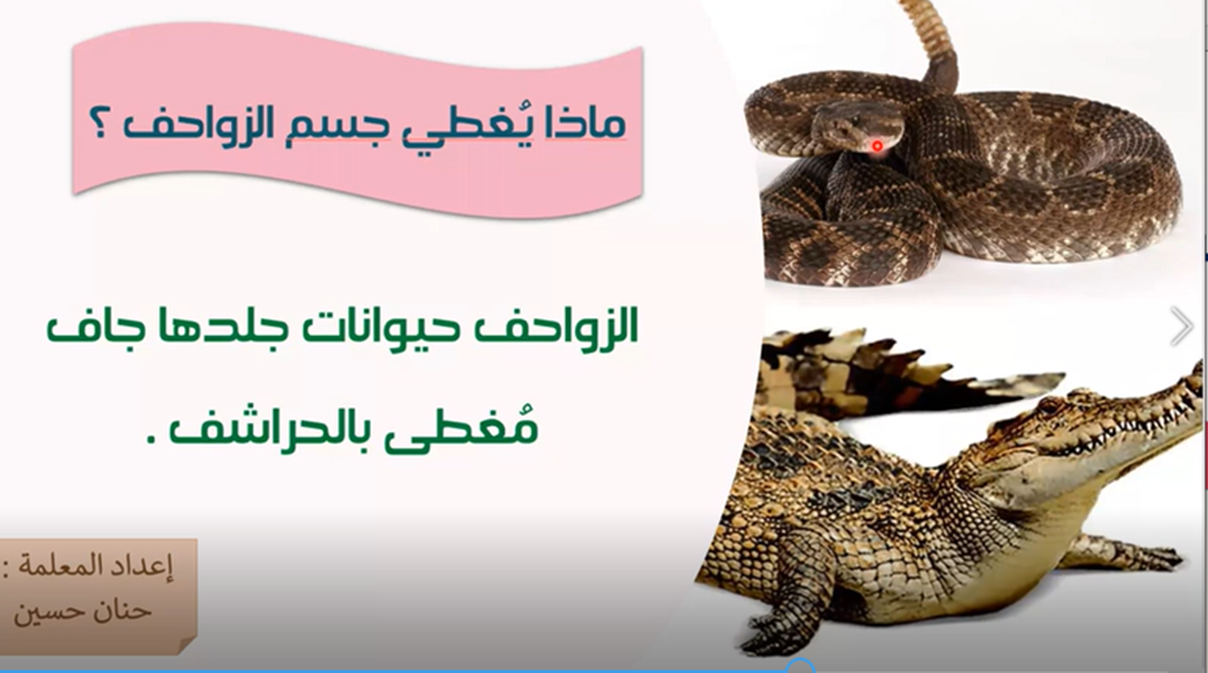 ماذا يُغطي جسم الزواحف ؟
الزواحف حيوانات جلدها جاف
مُغطى بالحراشف .
إعداد المعلمة :
حنان حسين